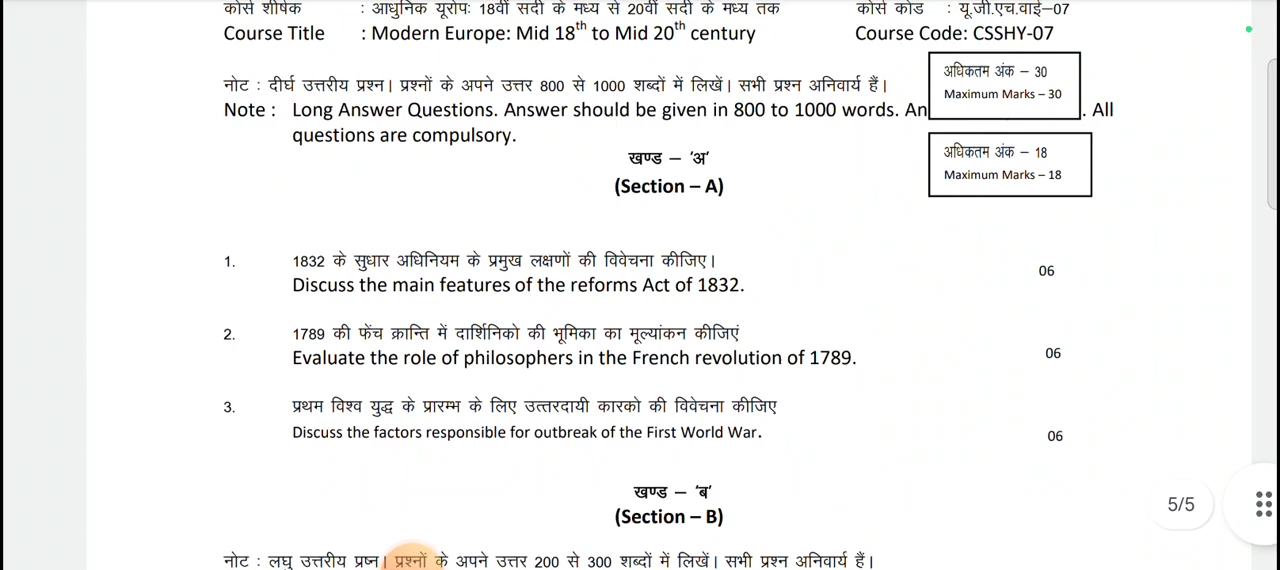 कोर्स शीर्षक : आधुनिक यूरोपः 18वीं सदी के मध्य से 20वीं सदी के मध्य तक कोर्स कोड : यू.जी.एच.वाई–07
Course Title : Modern Europe: Mid 18th to Mid 20th century Course Code: CSSHY-07
अधिकतम अंक – 30
नोट : दीर्घ उत्तरीय प्रश्न। प्रश्नों के अपने उत्तर 800 से 1000 शब्दों में लिखें। सभी प्रश्न अनिवार्य हैं।
Maximum Marks – 30
Note : Long Answer Questions. Answer should be given in 800 to 1000 words. An . All
questions are compulsory.
खण्ड – 'अ'
अधिकतम अंक – 18
Maximum Marks – 18
(Section – A)
1. 1832 के सुधार अधिनियम के प्रमुख लक्षणों की विवेचना कीजिए।
06
Discuss the main features of the reforms Act of 1832.
2. 1789 की फेंच क्रान्ति में दार्शिनिको की भूमिका का मूल्यांकन कीजिएं
06
Evaluate the role of philosophers in the French revolution of 1789.
3. प्रथम विश्व युद्ध के प्रारम्भ के लिए उत्तरदायी कारको की विवेचना कीजिए
Discuss the factors responsible for outbreak of the First World War.
06
खण्ड – 'ब'
(Section – B)
5/5
नोट : लघु उत्तरीय प्रष्न। प्रश्नों के अपने उत्तर 200 से 300 शब्दों में लिखें। सभी प्रश्न अनिवार्य हैं।